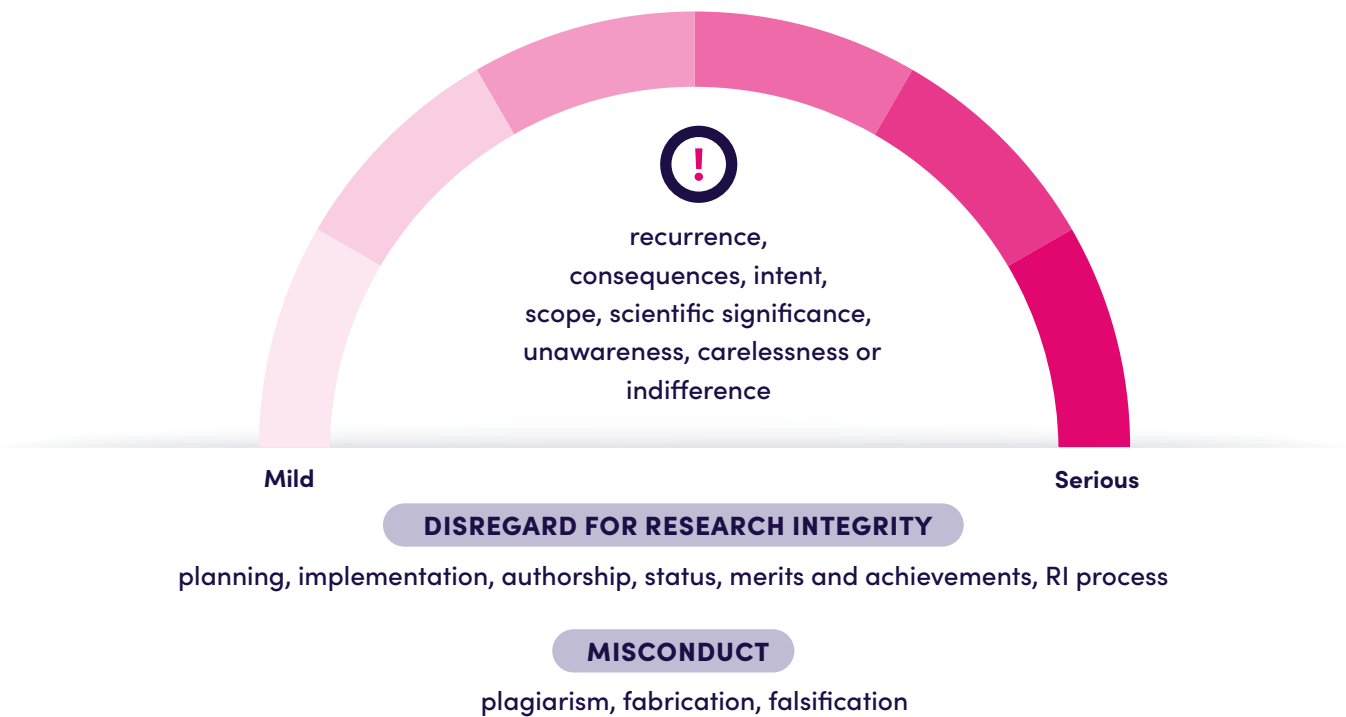 !
recurrence,
consequences, intent,
scope, scientific significance,
unawareness, carelessness or
indifference
Mild
Serious
DISREGARD FOR RESEARCH INTEGRITY
planning, implementation, authorship, status, merits and achievements, RI process
MISCONDUCT
plagiarism, fabrication, falsification